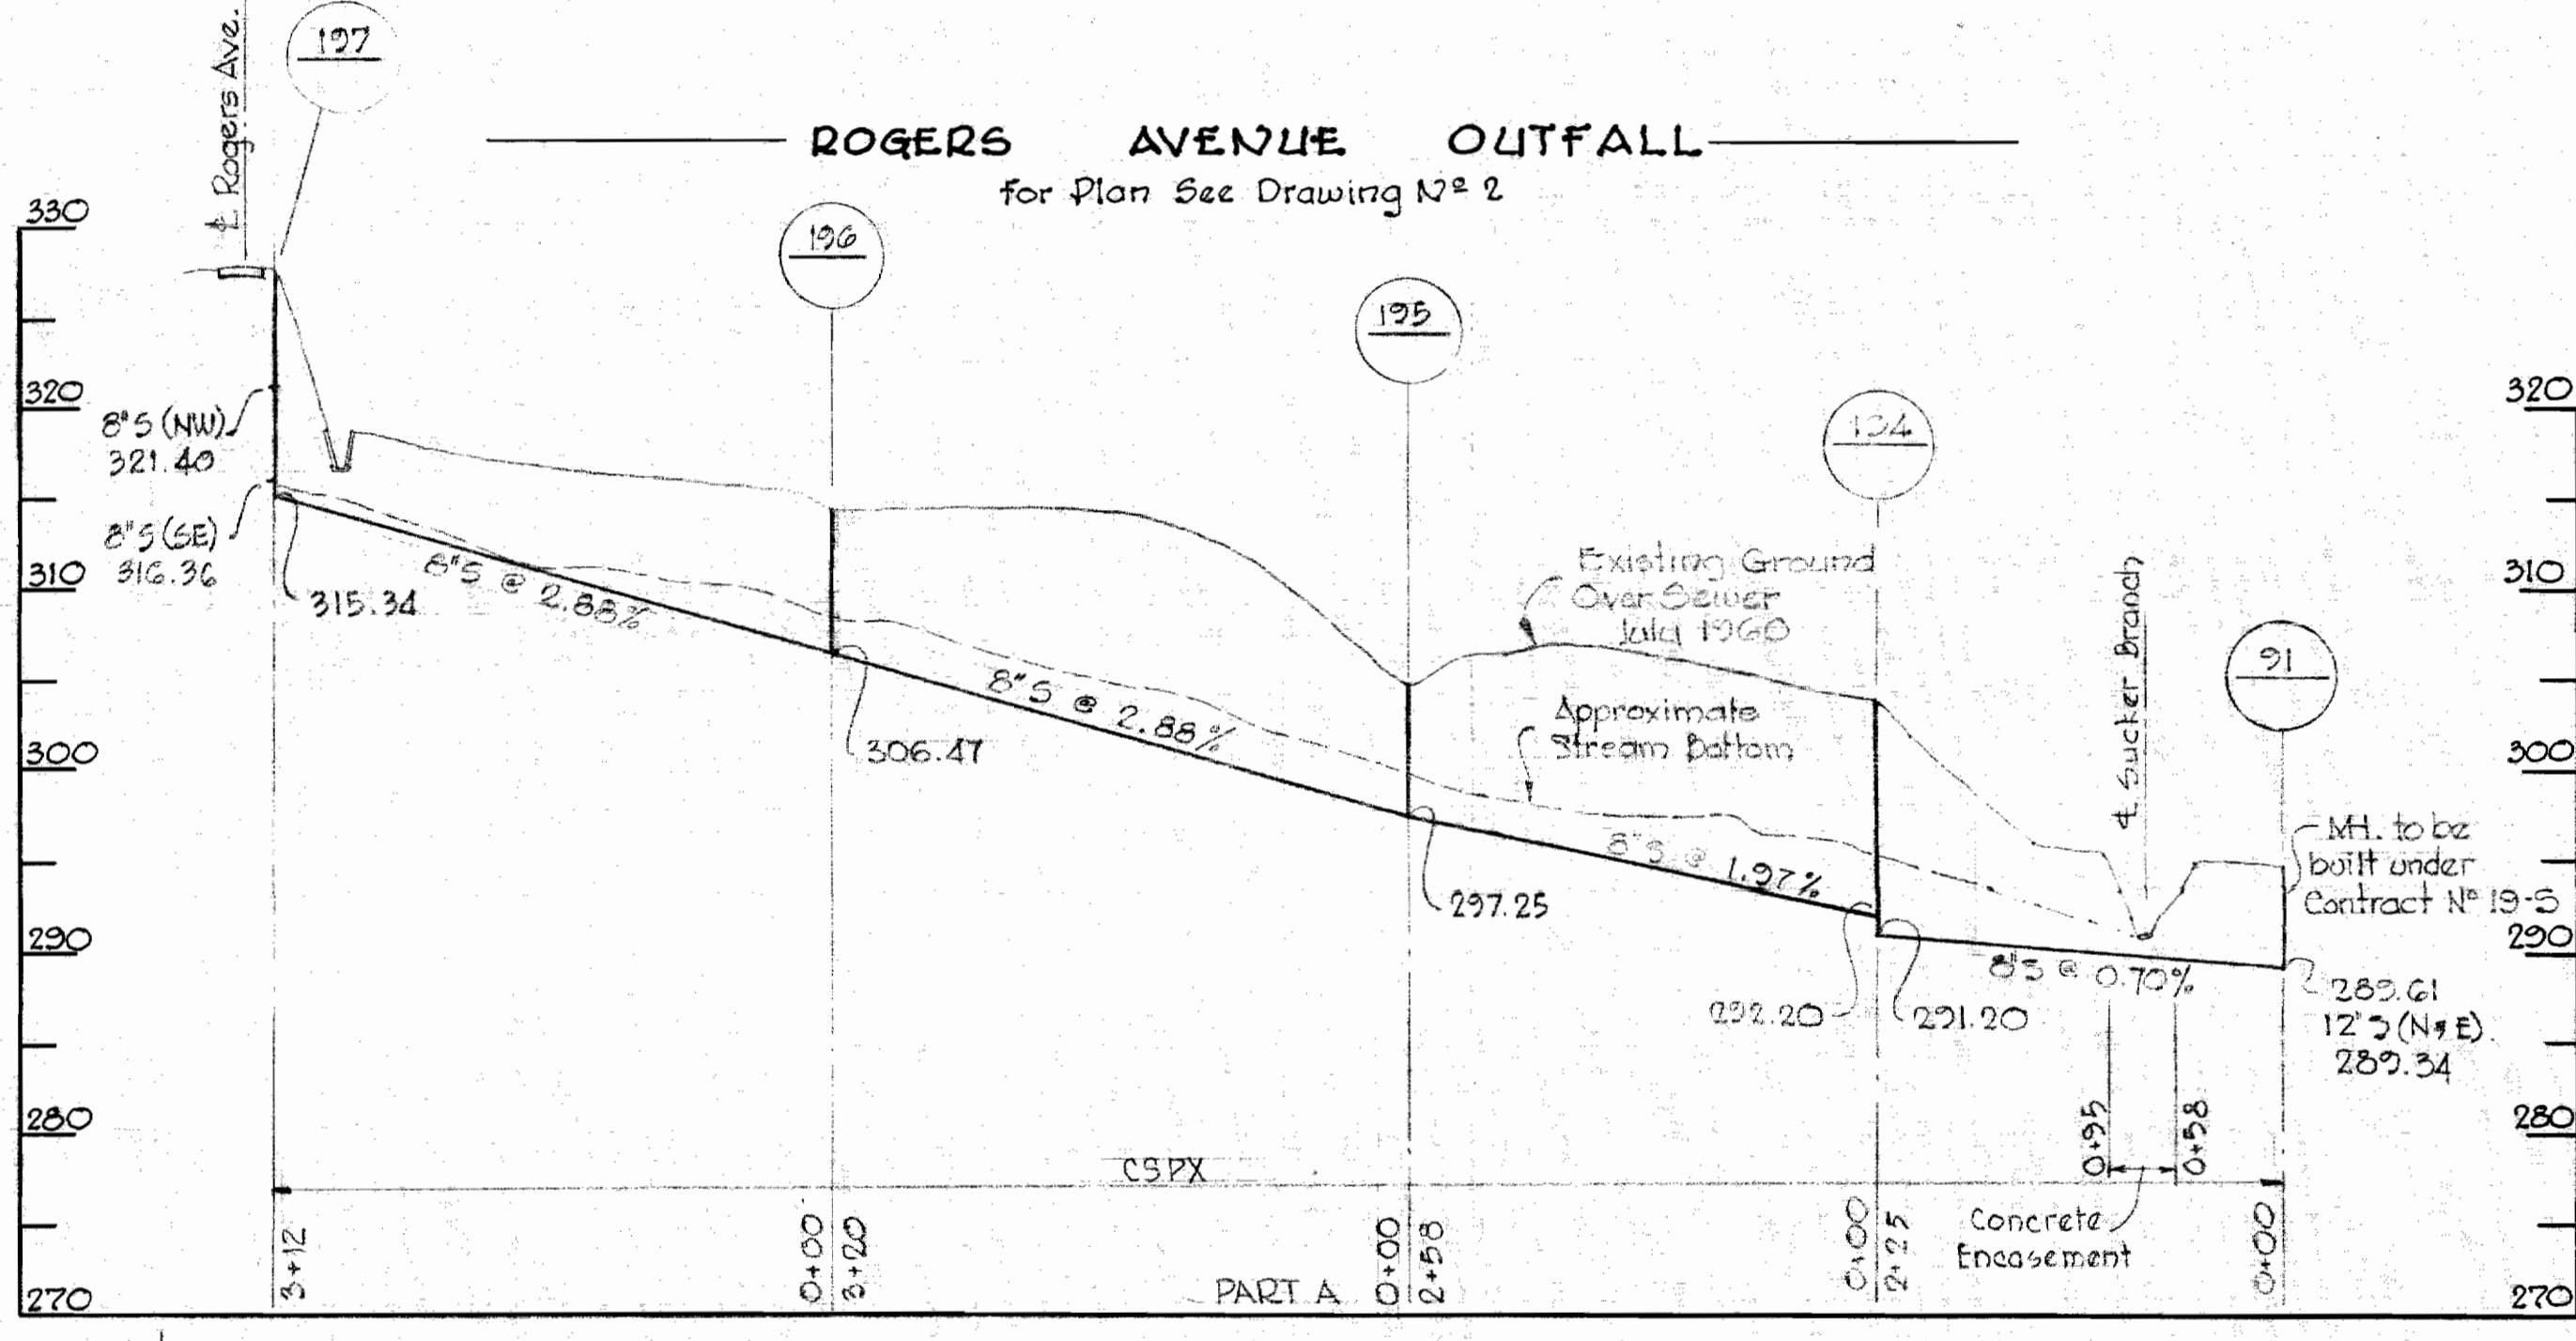 ROGERS AVENUE OUTFALL
For Plan See Drawing Nº 2
℄ Rogers Ave.
197
196
195
194
91
330
320
310
300
290
280
270
320
310
300
290
280
270
8"S (NW)
321.40
8"S (SE)
316.36
315.34
8"S @ 2.88%
306.47
8"S @ 2.88%
297.25
Existing Ground
Over Sewer
July 1960
Approximate
Stream Bottom
8"S @ 1.97%
292.20
291.20
8"S @ 0.70%
℄ Sucker Branch
MH. to be
built under
Contract Nº 19-S
289.61
12"S (N & E).
289.34
CSPX
0+95
0+58
Concrete
Encasement
3+12
0+00
3+20
0+00
2+58
0+00
2+25
0+00
PART A